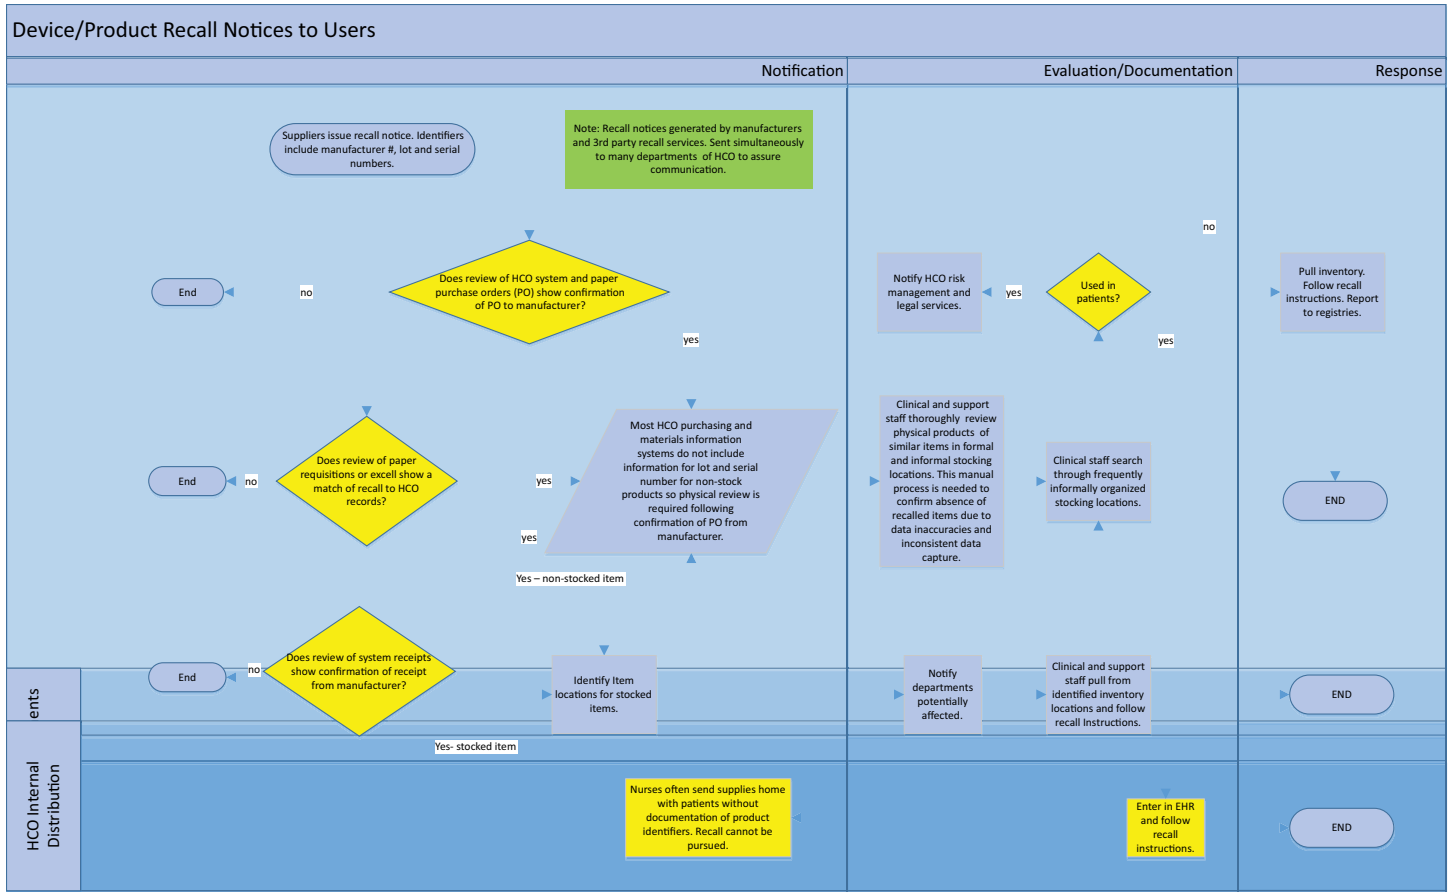 Device/Product Recall Notices to Users
Notification
Evaluation/Documentation
Response
Suppliers issue recall notice. Identifiers
include manufacturer #, lot and serial
numbers.
Note: Recall notices generated by manufacturers
and 3rd party recall services. Sent simultaneously
to many departments of HCO to assure
communication.
Does review of HCO system and paper
purchase orders (PO) show confirmation
of PO to manufacturer?
no
End
yes
Notify HCO risk
management and
legal services.
yes
Used in
patients?
no
yes
Pull inventory.
Follow recall
instructions. Report
to registries.
Does review of paper
requisitions or excell show a
match of recall to HCO
records?
no
End
yes
yes
Most HCO purchasing and
materials information
systems do not include
information for lot and serial
number for non-stock
products so physical review is
required following
confirmation of PO from
manufacturer.
Yes – non-stocked item
Clinical and support
staff thoroughly review
physical products of
similar items in formal
and informal stocking
locations. This manual
process is needed to
confirm absence of
recalled items due to
data inaccuracies and
inconsistent data
capture.
Clinical staff search
through frequently
informally organized
stocking locations.
END
Does review of system receipts
show confirmation of receipt
from manufacturer?
no
End
Yes- stocked item
Identify Item
locations for stocked
items.
Notify
departments
potentially
affected.
Clinical and support
staff pull from
identified inventory
locations and follow
recall Instructions.
END
ents
HCO Internal
Distribution
Nurses often send supplies home
with patients without
documentation of product
identifiers. Recall cannot be
pursued.
Enter in EHR
and follow
recall
instructions.
END